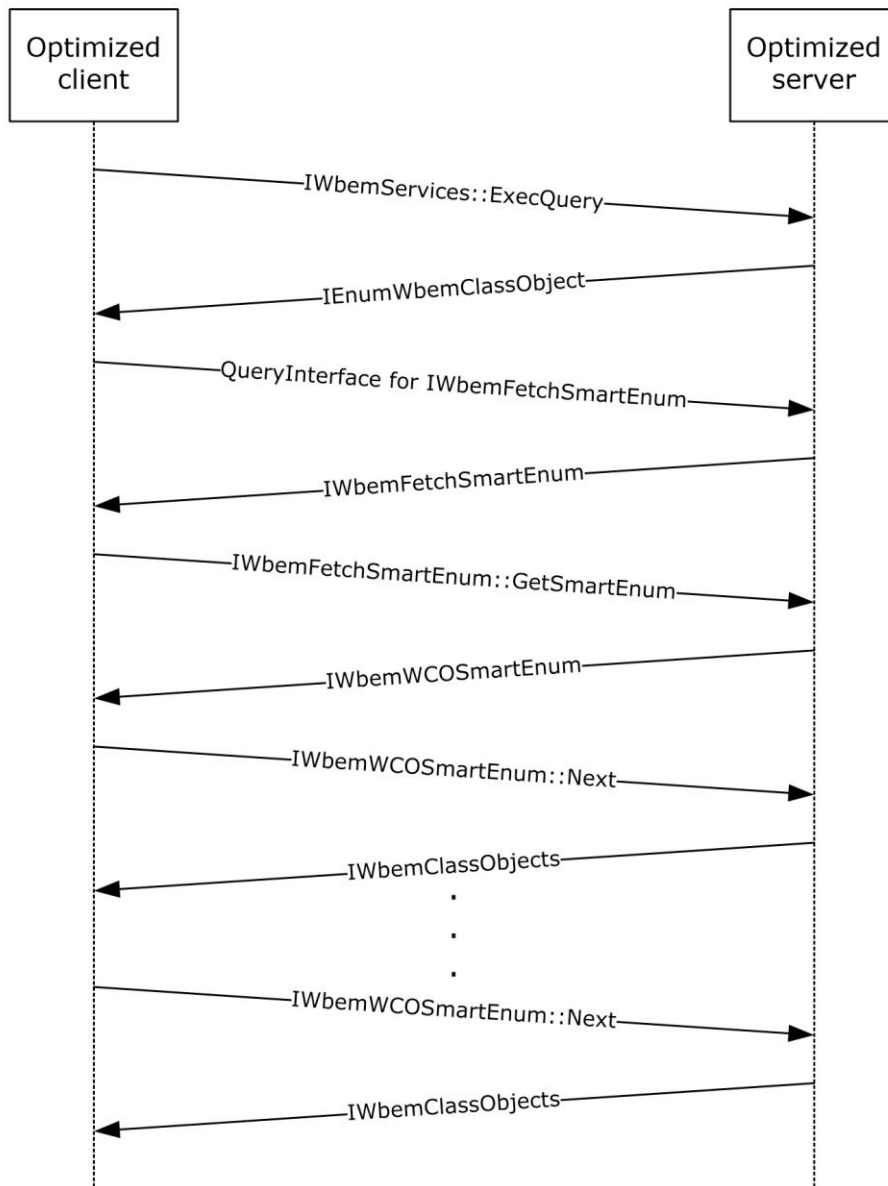 Optimized
client
Optimized
server
IWbemServices::ExecQuery
IEnumWbemClassObject
QueryInterface for IWbemFetchSmartEnum
IWbemFetchSmartEnum
IWbemFetchSmartEnum::GetSmartEnum
IWbemWCOSmartEnum
IWbemWCOSmartEnum::Next
IWbemClassObjects
.
.
.
IWbemWCOSmartEnum::Next
IWbemClassObjects